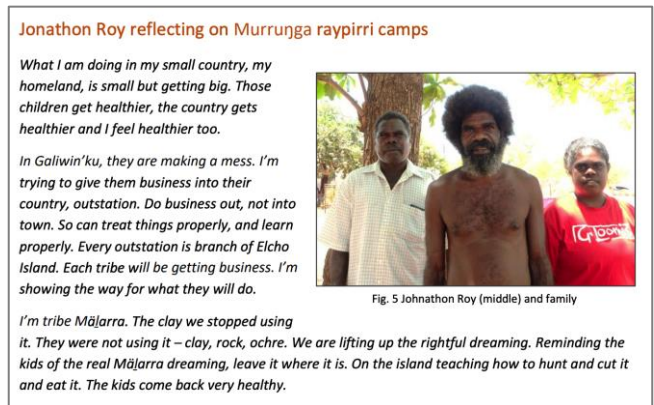 Jonathon Roy reflecting on Murruŋga raypirri camps
What I am doing in my small country, my
homeland, is small but getting big. Those
children get healthier, the country gets
healthier and I feel healthier too.
In Galiwin’ku, they are making a mess. I’m
trying to give them business into their
country, outstation. Do business out, not into
town. So can treat things properly, and learn
properly. Every outstation is branch of Elcho
Island. Each tribe will be getting business. I’m
showing the way for what they will do.
Fig. 5 Johnathon Roy (middle) and family
I’m tribe Mäḻarra. The clay we stopped using
it. They were not using it – clay, rock, ochre. We are lifting up the rightful dreaming. Reminding the
kids of the real Mäḻarra dreaming, leave it where it is. On the island teaching how to hunt and cut it
and eat it. The kids come back very healthy.